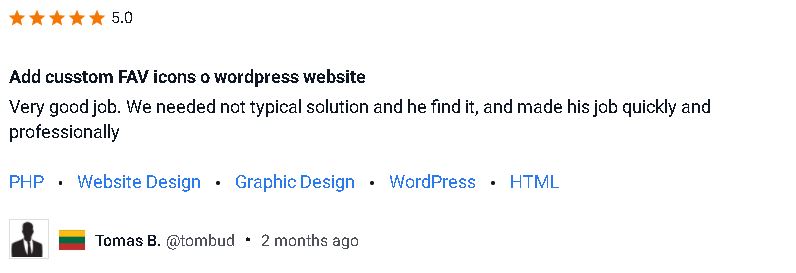 5.0
Add cusstom FAV icons o wordpress website
Very good job. We needed not typical solution and he find it, and made his job quickly and
professionally
PHP • Website Design • Graphic Design • WordPress • HTML
Tomas B. @tombud • 2 months ago